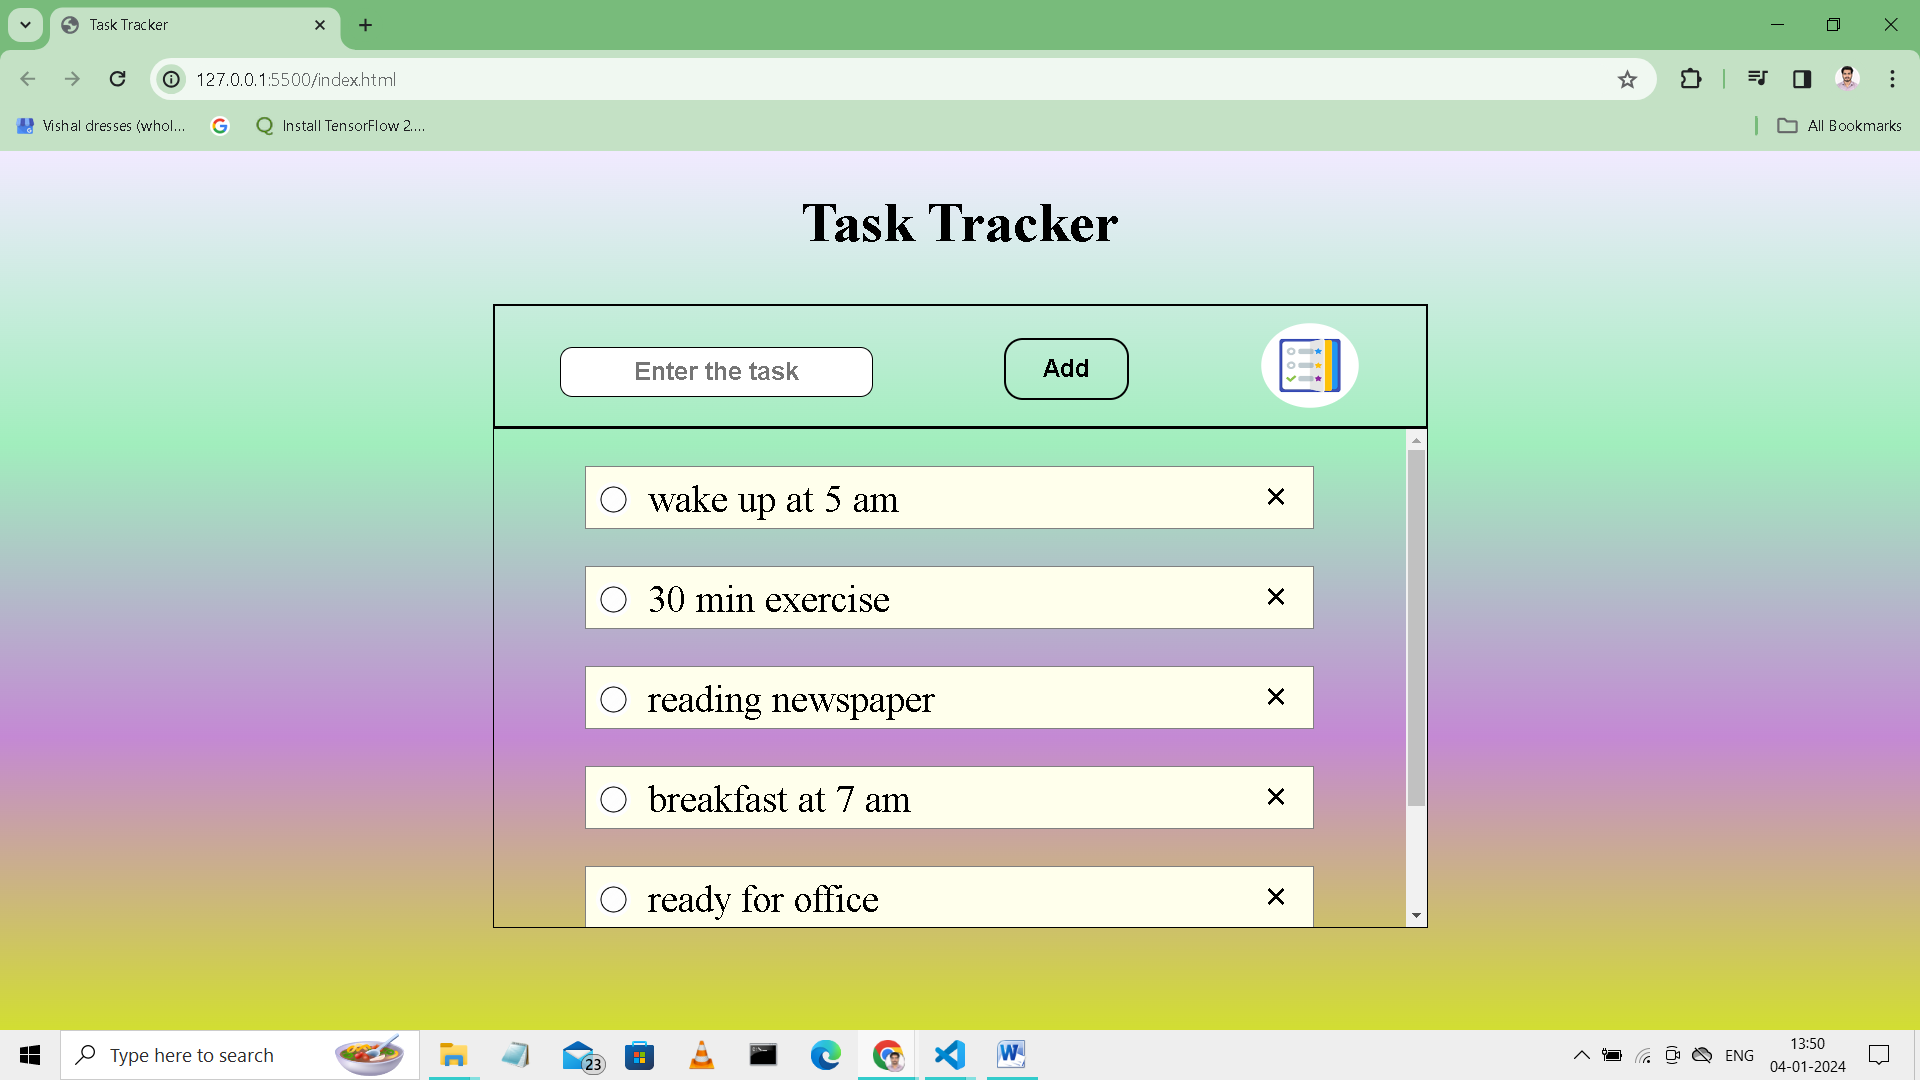 Task Tracker
127.0.0.1:5500/index.html
Vishal dresses (whol...
Install TensorFlow 2....
All Bookmarks
Task Tracker
Enter the task
Add
wake up at 5 am
30 min exercise
reading newspaper
breakfast at 7 am
ready for office
Type here to search
23
ENG
13:50
04-01-2024